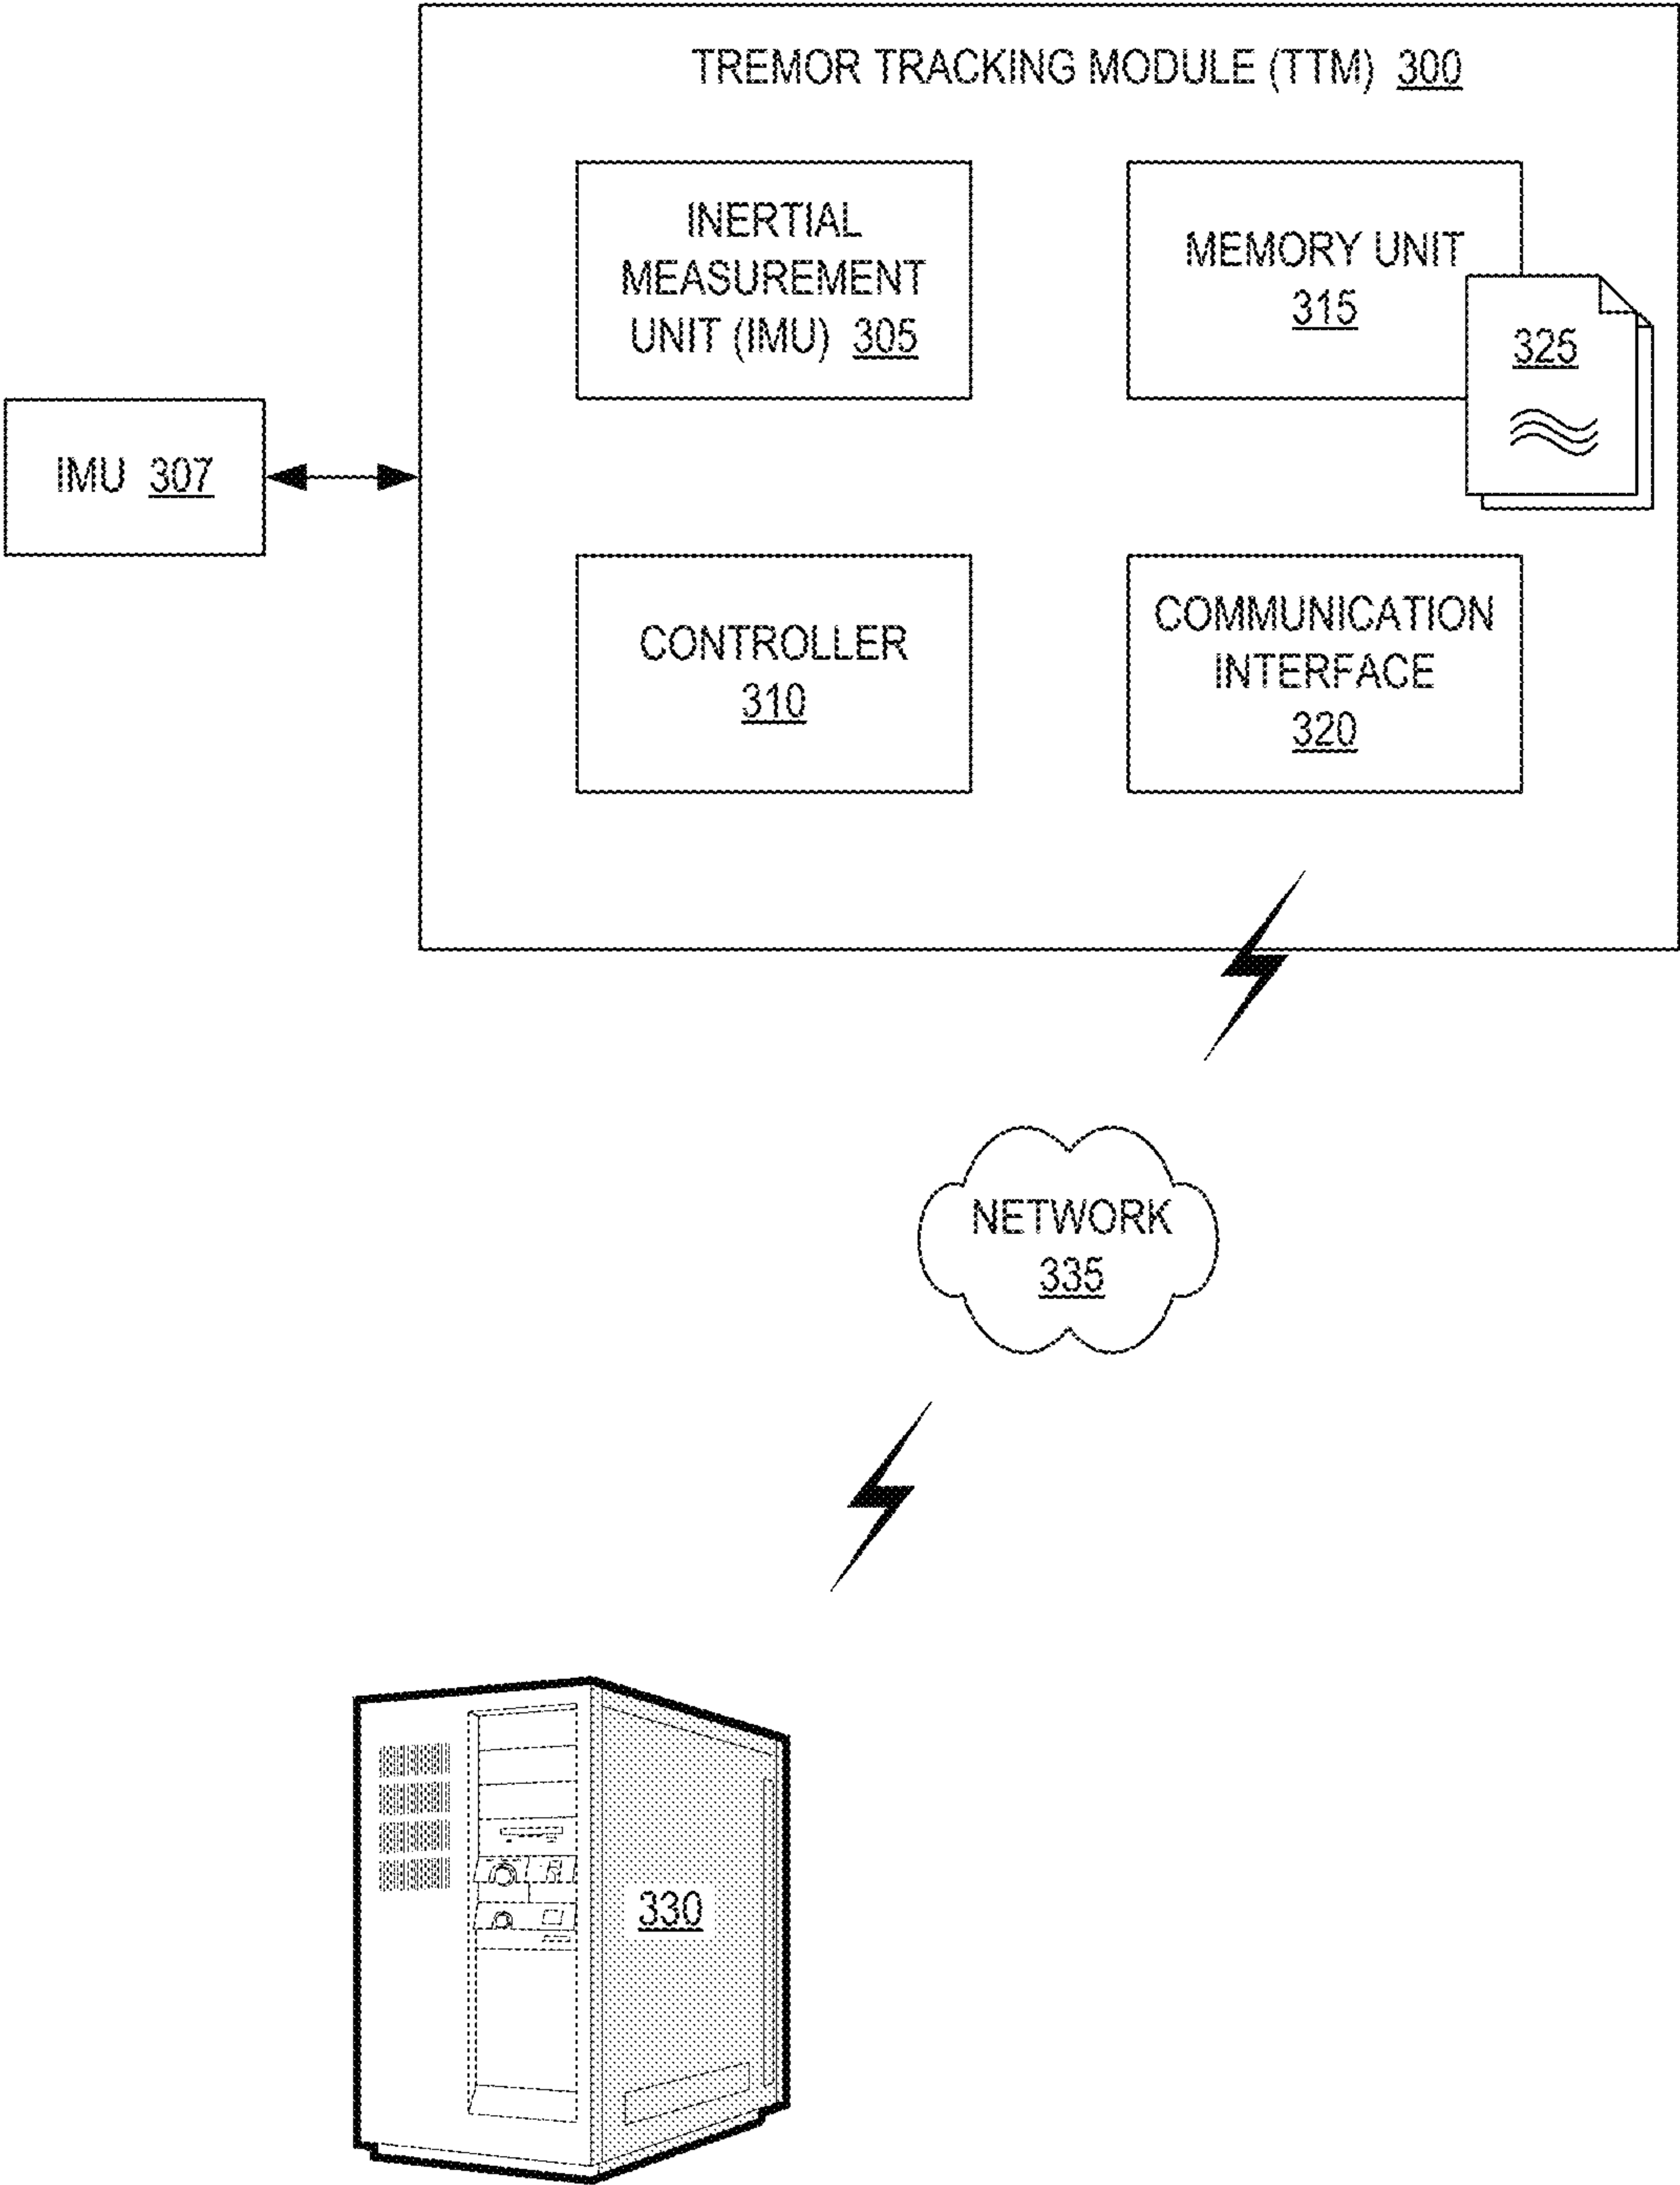 TREMOR TRACKING MODULE (TTM) 300
INERTIAL
MEASUREMENT
UNIT (IMU) 305
MEMORY UNIT
315
325
IMU 307
CONTROLLER
310
COMMUNICATION
INTERFACE
320
NETWORK
335
330